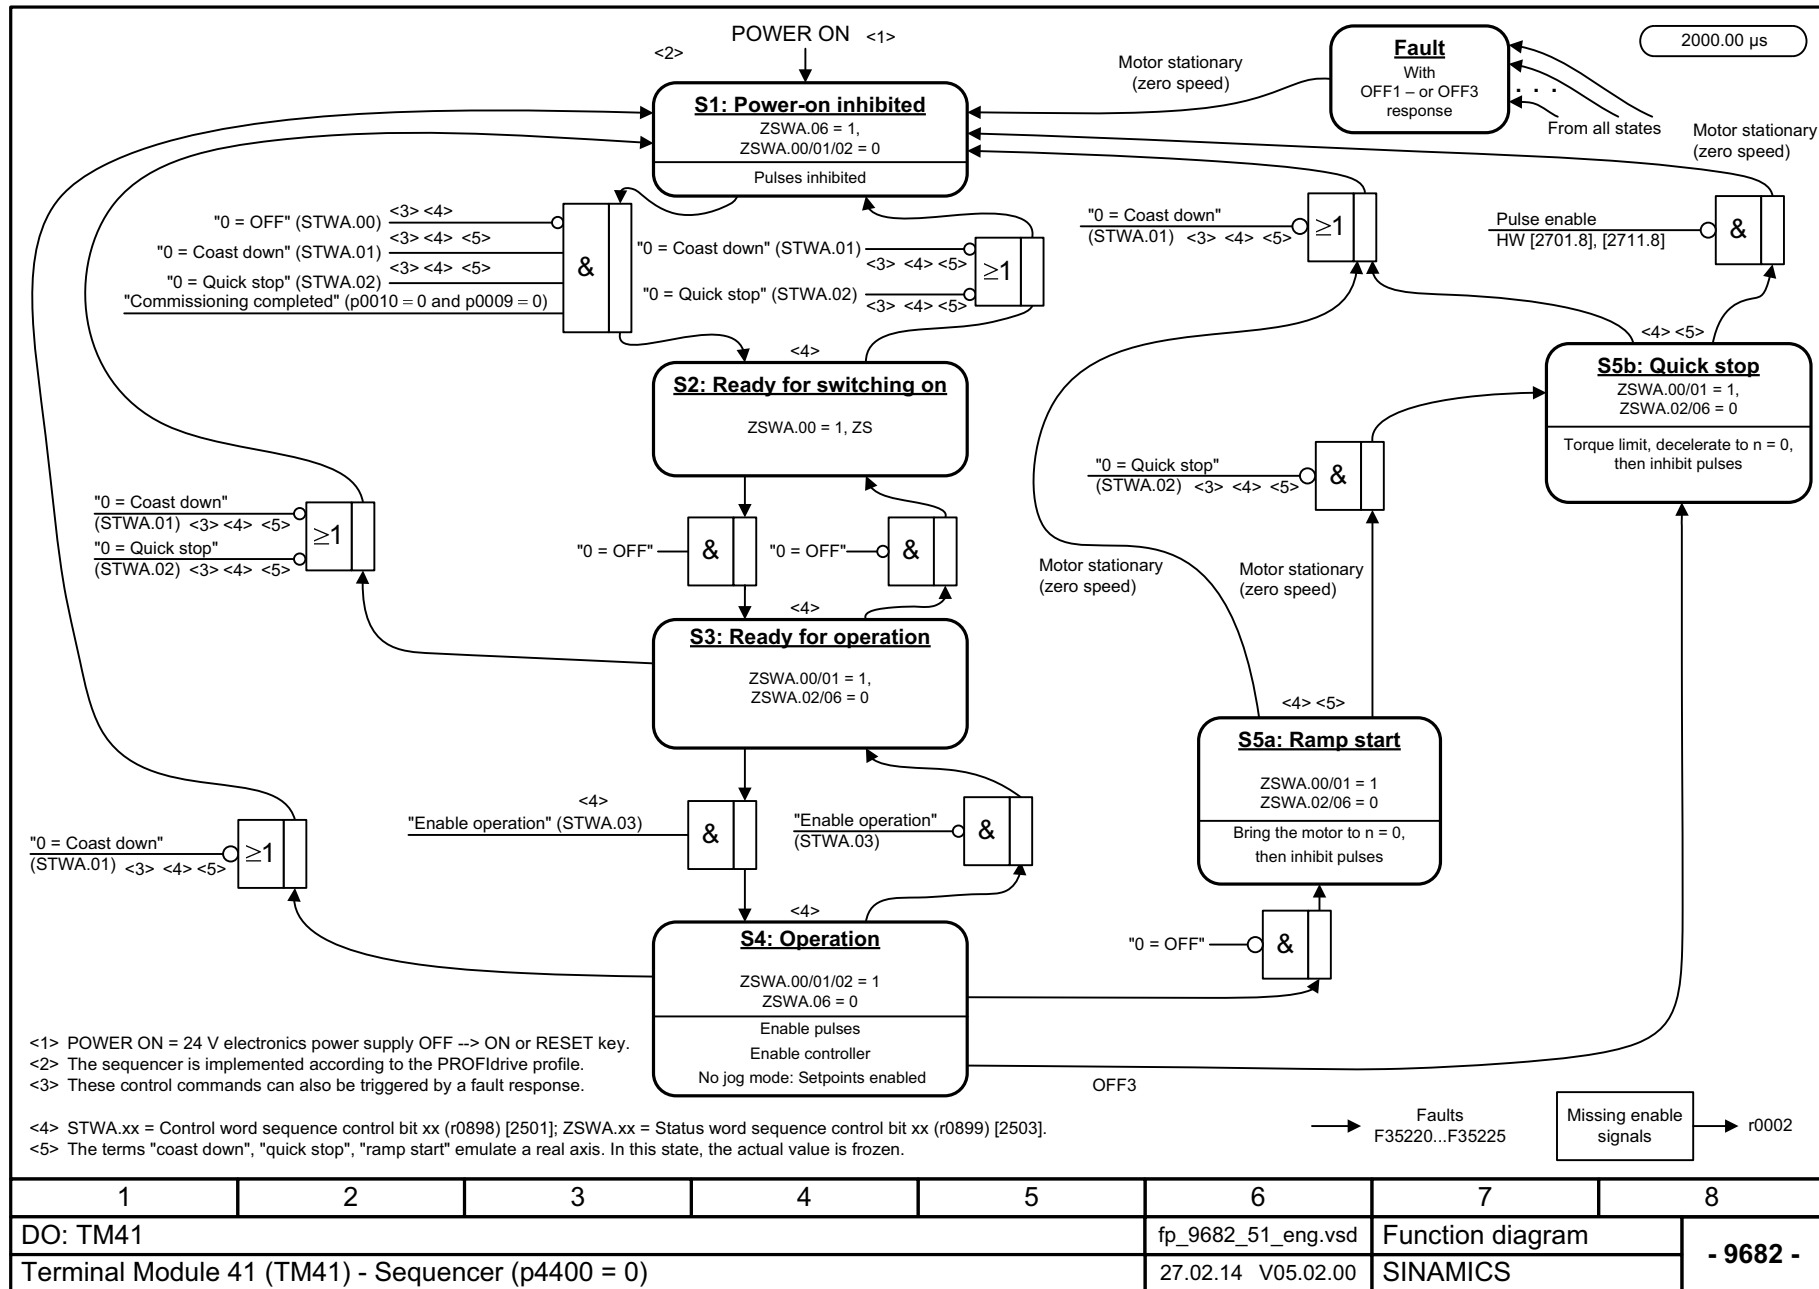 POWER ON <1>
<2>
S1: Power-on inhibited
ZSWA.06 = 1,
ZSWA.00/01/02 = 0
Pulses inhibited
Motor stationary
(zero speed)
Fault
With
OFF1 – or OFF3
response
. . .
From all states
2000.00 µs
Motor stationary
(zero speed)
"0 = OFF" (STWA.00) <3> <4>
"0 = Coast down" (STWA.01) <3> <4> <5>
"0 = Quick stop" (STWA.02) <3> <4> <5>
"Commissioning completed" (p0010 = 0 and p0009 = 0)
&
"0 = Coast down" (STWA.01)
<3> <4> <5>
"0 = Quick stop" (STWA.02)
<3> <4> <5>
≥1
"0 = Coast down"
(STWA.01) <3> <4> <5>
≥1
Pulse enable
HW [2701.8], [2711.8]
&
<4>
S2: Ready for switching on
ZSWA.00 = 1, ZS
<4> <5>
S5b: Quick stop
ZSWA.00/01 = 1,
ZSWA.02/06 = 0
Torque limit, decelerate to n = 0,
then inhibit pulses
"0 = Quick stop"
(STWA.02) <3> <4> <5>
&
"0 = Coast down"
(STWA.01) <3> <4> <5>
"0 = Quick stop"
(STWA.02) <3> <4> <5>
≥1
"0 = OFF"
&
"0 = OFF"
&
Motor stationary
(zero speed)
Motor stationary
(zero speed)
<4>
S3: Ready for operation
ZSWA.00/01 = 1,
ZSWA.02/06 = 0
<4> <5>
S5a: Ramp start
ZSWA.00/01 = 1
ZSWA.02/06 = 0
Bring the motor to n = 0,
then inhibit pulses
<4>
"Enable operation" (STWA.03)
&
"Enable operation"
(STWA.03)
&
"0 = Coast down"
(STWA.01) <3> <4> <5>
≥1
<4>
S4: Operation
ZSWA.00/01/02 = 1
ZSWA.06 = 0
Enable pulses
Enable controller
No jog mode: Setpoints enabled
"0 = OFF"
&
OFF3
<1> POWER ON = 24 V electronics power supply OFF --> ON or RESET key.
<2> The sequencer is implemented according to the PROFIdrive profile.
<3> These control commands can also be triggered by a fault response.
<4> STWA.xx = Control word sequence control bit xx (r0898) [2501]; ZSWA.xx = Status word sequence control bit xx (r0899) [2503].
<5> The terms "coast down", "quick stop", "ramp start" emulate a real axis. In this state, the actual value is frozen.
Faults
F35220...F35225
Missing enable
signals
r0002
1 2 3 4 5 6 7 8
DO: TM41
fp_9682_51_eng.vsd
Function diagram
- 9682 -
Terminal Module 41 (TM41) - Sequencer (p4400 = 0)
27.02.14 V05.02.00
SINAMICS